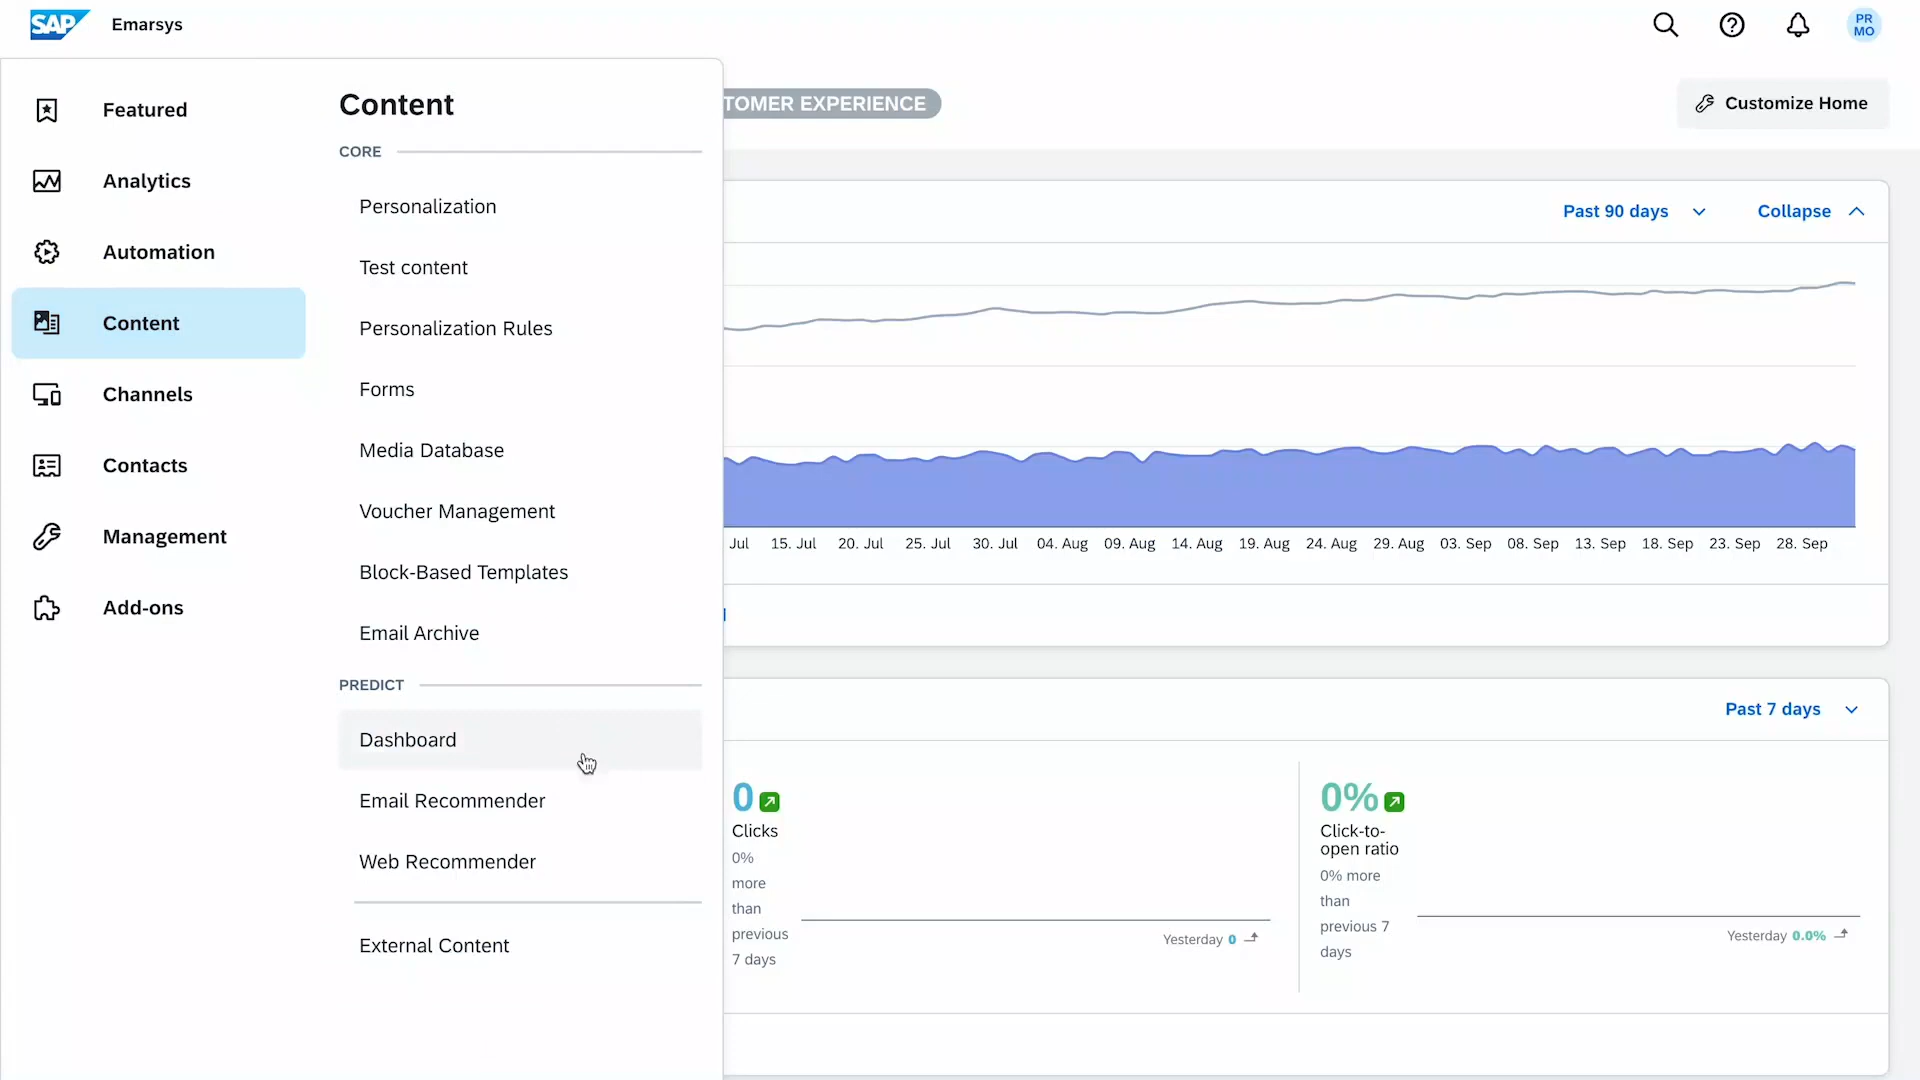 SAP Emarsys
PR
MO
Featured
Analytics
Automation
Content
Channels
Contacts
Management
Add-ons
Content
CORE
Personalization
Test content
Personalization Rules
Forms
Media Database
Voucher Management
Block-Based Templates
Email Archive
PREDICT
Dashboard
Email Recommender
Web Recommender
External Content
TOMER EXPERIENCE
Customize Home
Past 90 days
Collapse
Jul 15. Jul 20. Jul 25. Jul 30. Jul 04. Aug 09. Aug 14. Aug 19. Aug 24. Aug 29. Aug 03. Sep 08. Sep 13. Sep 18. Sep 23. Sep 28. Sep
Past 7 days
0
Clicks
0%
more
than
previous
7 days
Yesterday 0
0%
Click-to-
open ratio
0% more
than
previous 7
days
Yesterday 0.0%